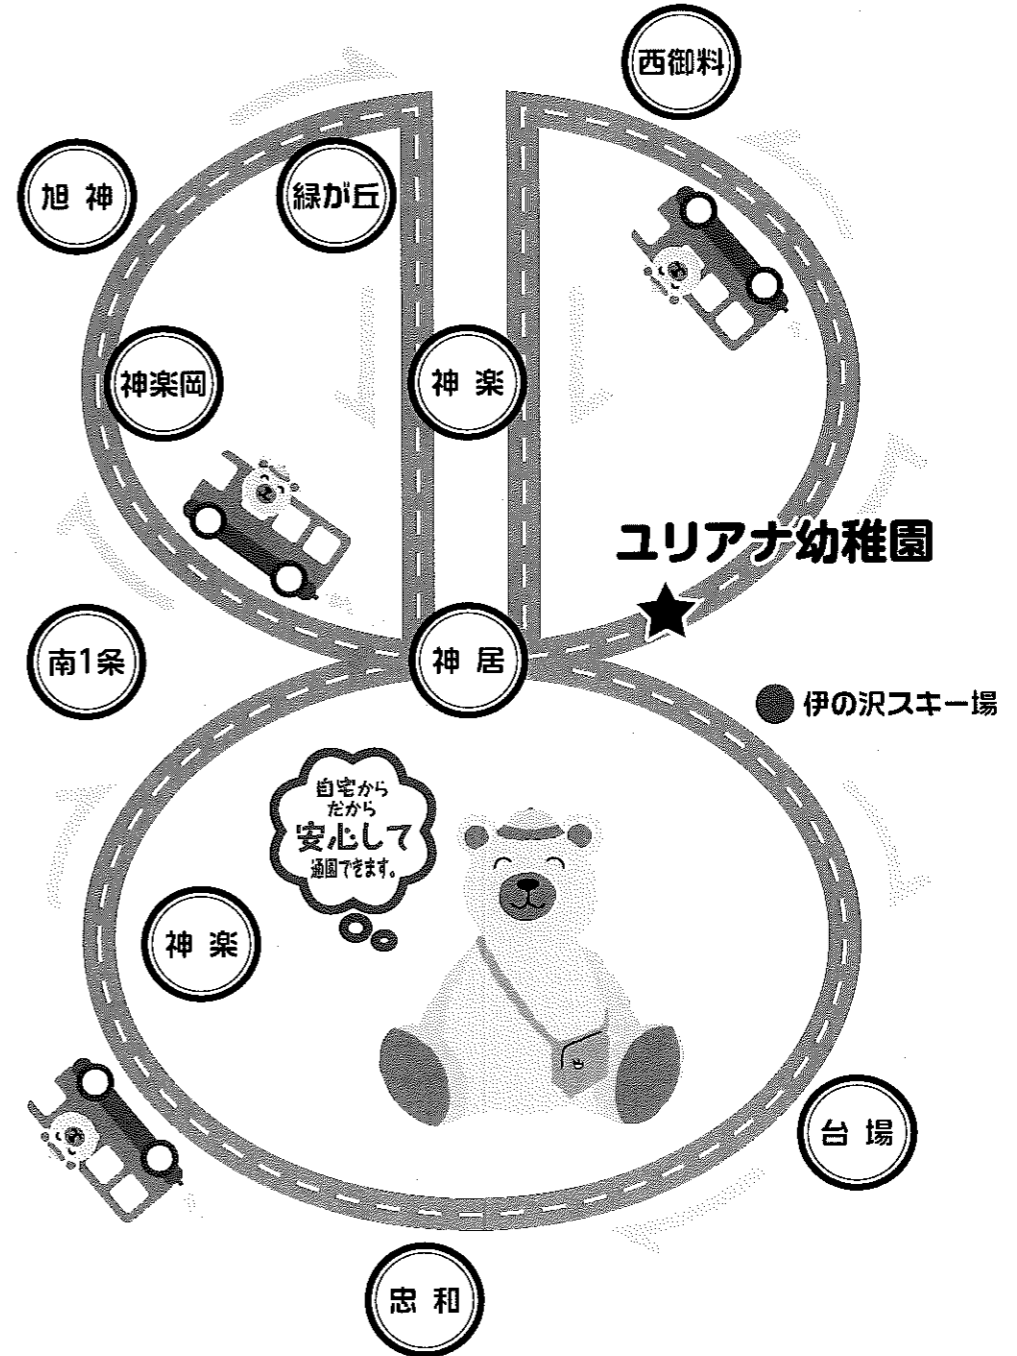 西御料
旭神
緑が丘
神楽岡
神楽
ユリアナ幼稚園
南1条
神居
伊の沢スキー場
自宅から
だから
安心して
通園できます。
神楽
台場
忠和